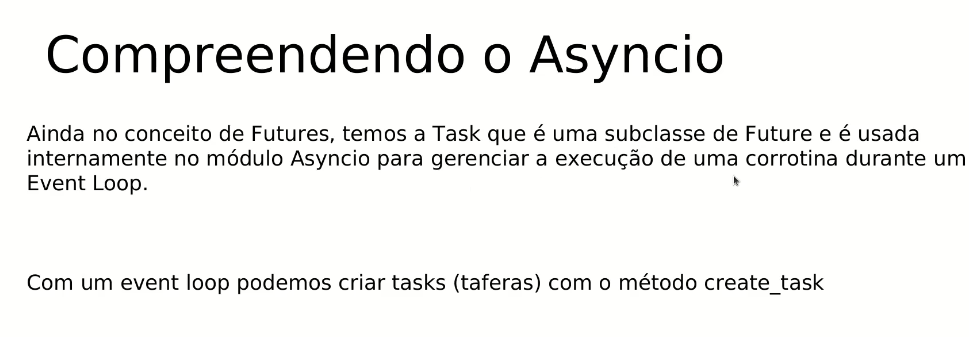 Compreendendo o Asyncio
Ainda no conceito de Futures, temos a Task que é uma subclasse de Future e é usada
internamente no módulo Asyncio para gerenciar a execução de uma corrotina durante um
Event Loop.
Com um event loop podemos criar tasks (taferas) com o método create_task